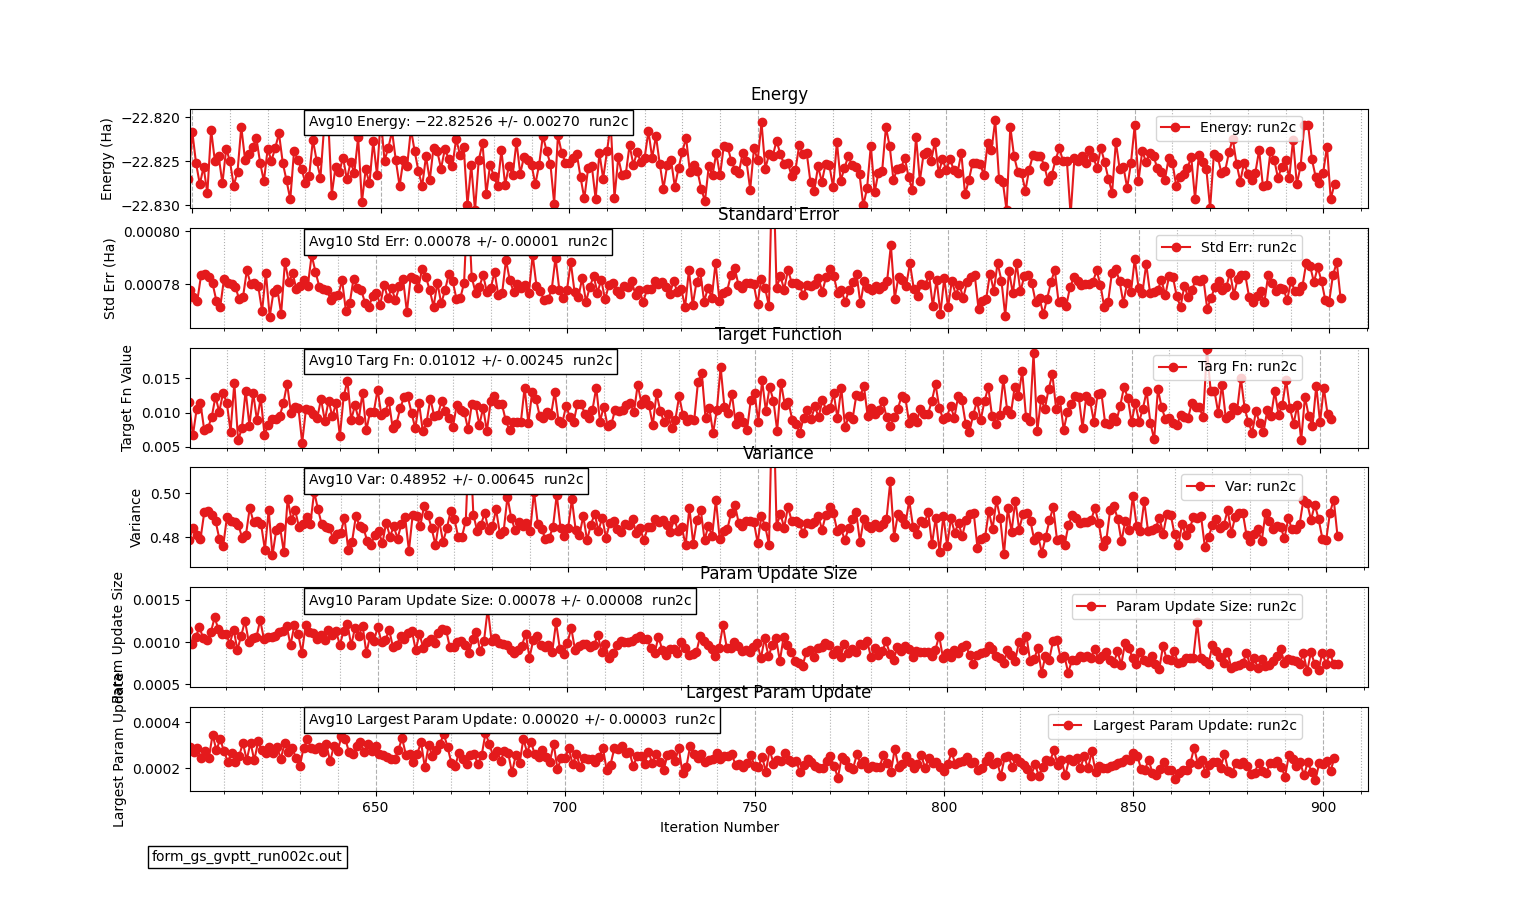 Energy
Energy (Ha)
−22.820
−22.825
−22.830
Avg10 Energy: −22.82526 +/- 0.00270  run2c
Energy: run2c
Standard Error
Std Err (Ha)
0.00080
0.00078
Avg10 Std Err: 0.00078 +/- 0.00001  run2c
Std Err: run2c
Target Function
Target Fn Value
0.015
0.010
0.005
Avg10 Targ Fn: 0.01012 +/- 0.00245  run2c
Targ Fn: run2c
Variance
Variance
0.50
0.48
Avg10 Var: 0.48952 +/- 0.00645  run2c
Var: run2c
Param Update Size
Param Update Size
0.0015
0.0010
0.0005
Avg10 Param Update Size: 0.00078 +/- 0.00008  run2c
Param Update Size: run2c
Largest Param Update
Largest Param Update
0.0004
0.0002
Avg10 Largest Param Update: 0.00020 +/- 0.00003  run2c
Largest Param Update: run2c
650
700
750
800
850
900
Iteration Number
form_gs_gvptt_run002c.out